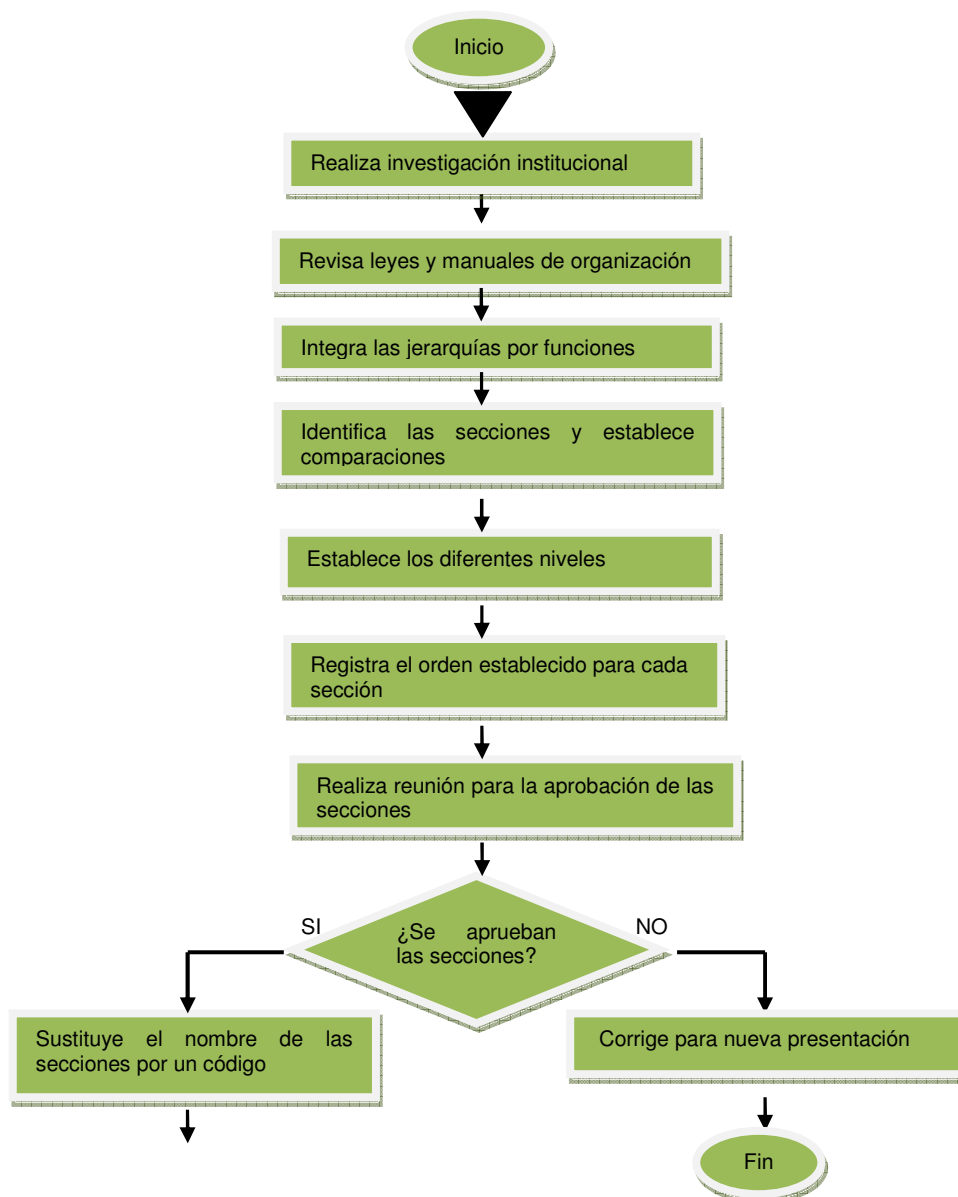 Inicio
Realiza investigación institucional
Revisa leyes y manuales de organización
Integra las jerarquías por funciones
Identifica las secciones y establece
comparaciones
Establece los diferentes niveles
Registra el orden establecido para cada
sección
Realiza reunión para la aprobación de las
secciones
SI
¿Se aprueban
las secciones?
NO
Sustituye el nombre de las
secciones por un código
Corrige para nueva presentación
Fin